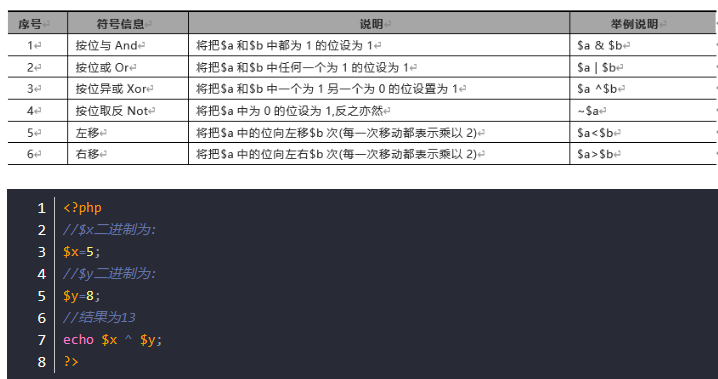 序号 符号信息 说明 举例说明
1 按位与 And 将把$a 和$b 中都为 1 的位设为 1 $a & $b
2 按位或 Or 将把$a 和$b 中任何一个为 1 的位设为 1 $a | $b
3 按位异或 Xor 将把$a 和$b 中一个为 1 另一个为 0 的位设置为 1 $a ^$b
4 按位取反 Not 将把$a 中为 0 的位设为 1,反之亦然 ~$a
5 左移 将把$a 中的位向左移$b 次(每一次移动都表示乘以 2) $a<$b
6 右移 将把$a 中的位向左右$b 次(每一次移动都表示乘以 2) $a>$b
1 <?php
2 //$x二进制为:
3 $x=5;
4 //$y二进制为:
5 $y=8;
6 //结果为13
7 echo $x ^ $y;
8 ?>